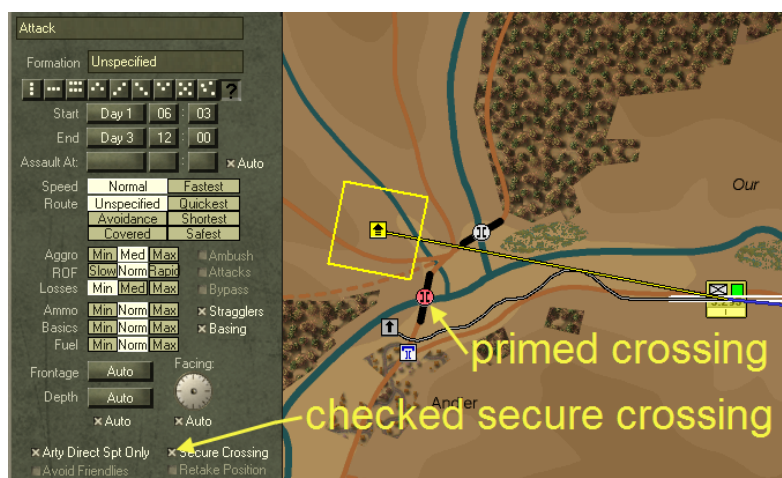 Attack
Formation Unspecified
?
Start Day 1 06 : 03
End Day 3 12 : 00
Assault At: : Auto
Speed Normal Fastest
Route Unspecified Quickest
Avoidance Shortest
Covered Safest
Aggro Min Med Max Ambush
ROF Slow Norm Rapid Attacks
Losses Min Med Max Bypass
Ammo Min Norm Max Stragglers
Basics Min Norm Max Basing
Fuel Min Norm Max
Frontage Auto Facing:
Depth Auto
Auto Auto
Arty Direct Spt Only Secure Crossing
Avoid Friendlies Retake Position
Our
primed crossing
checked secure crossing